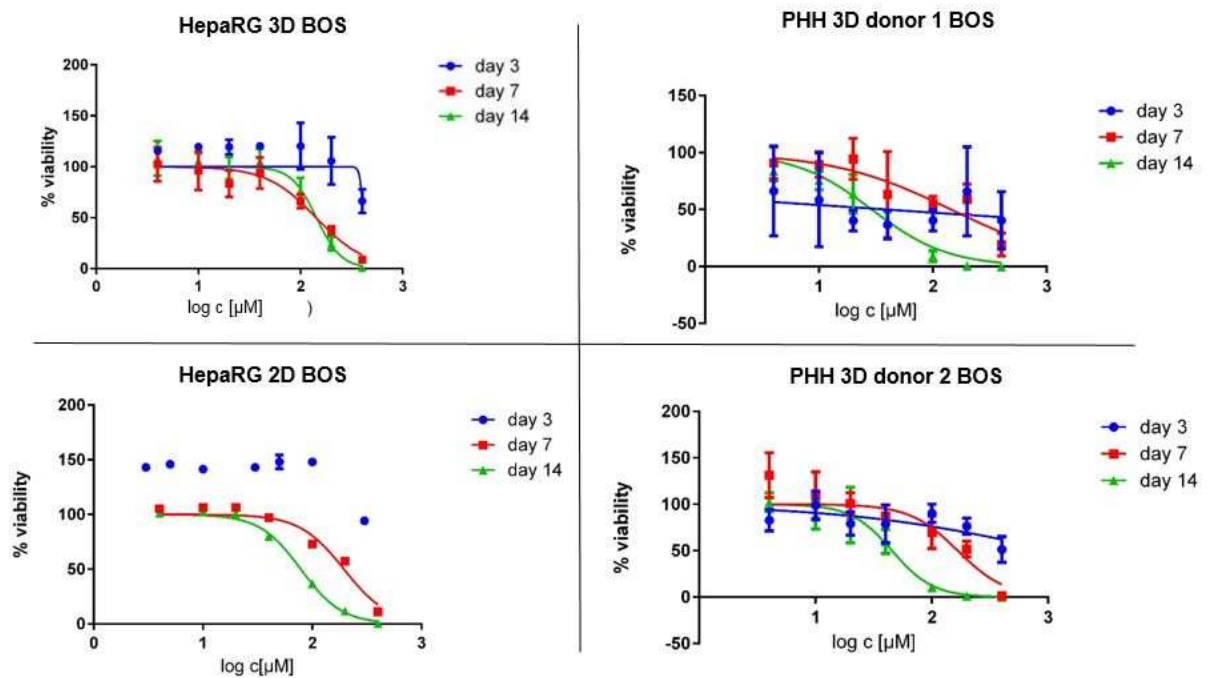 HepaRG 3D BOS
200
150
100
50
0
% viability
0 1 2 3
log c [µM] )
day 3
day 7
day 14
PHH 3D donor 1 BOS
150
100
50
0
-50
% viability
1 2 3
log c [µM]
day 3
day 7
day 14
HepaRG 2D BOS
200
150
100
50
0
% viability
0 1 2 3
log c[µM]
day 3
day 7
day 14
PHH 3D donor 2 BOS
200
150
100
50
0
-50
% viability
1 2 3
log c [µM]
day 3
day 7
day 14